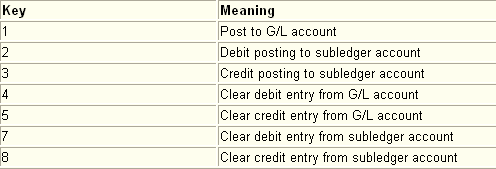 Key Meaning
1 Post to G/L account
2 Debit posting to subledger account
3 Credit posting to subledger account
4 Clear debit entry from G/L account
5 Clear credit entry from G/L account
7 Clear debit entry from subledger account
8 Clear credit entry from subledger account